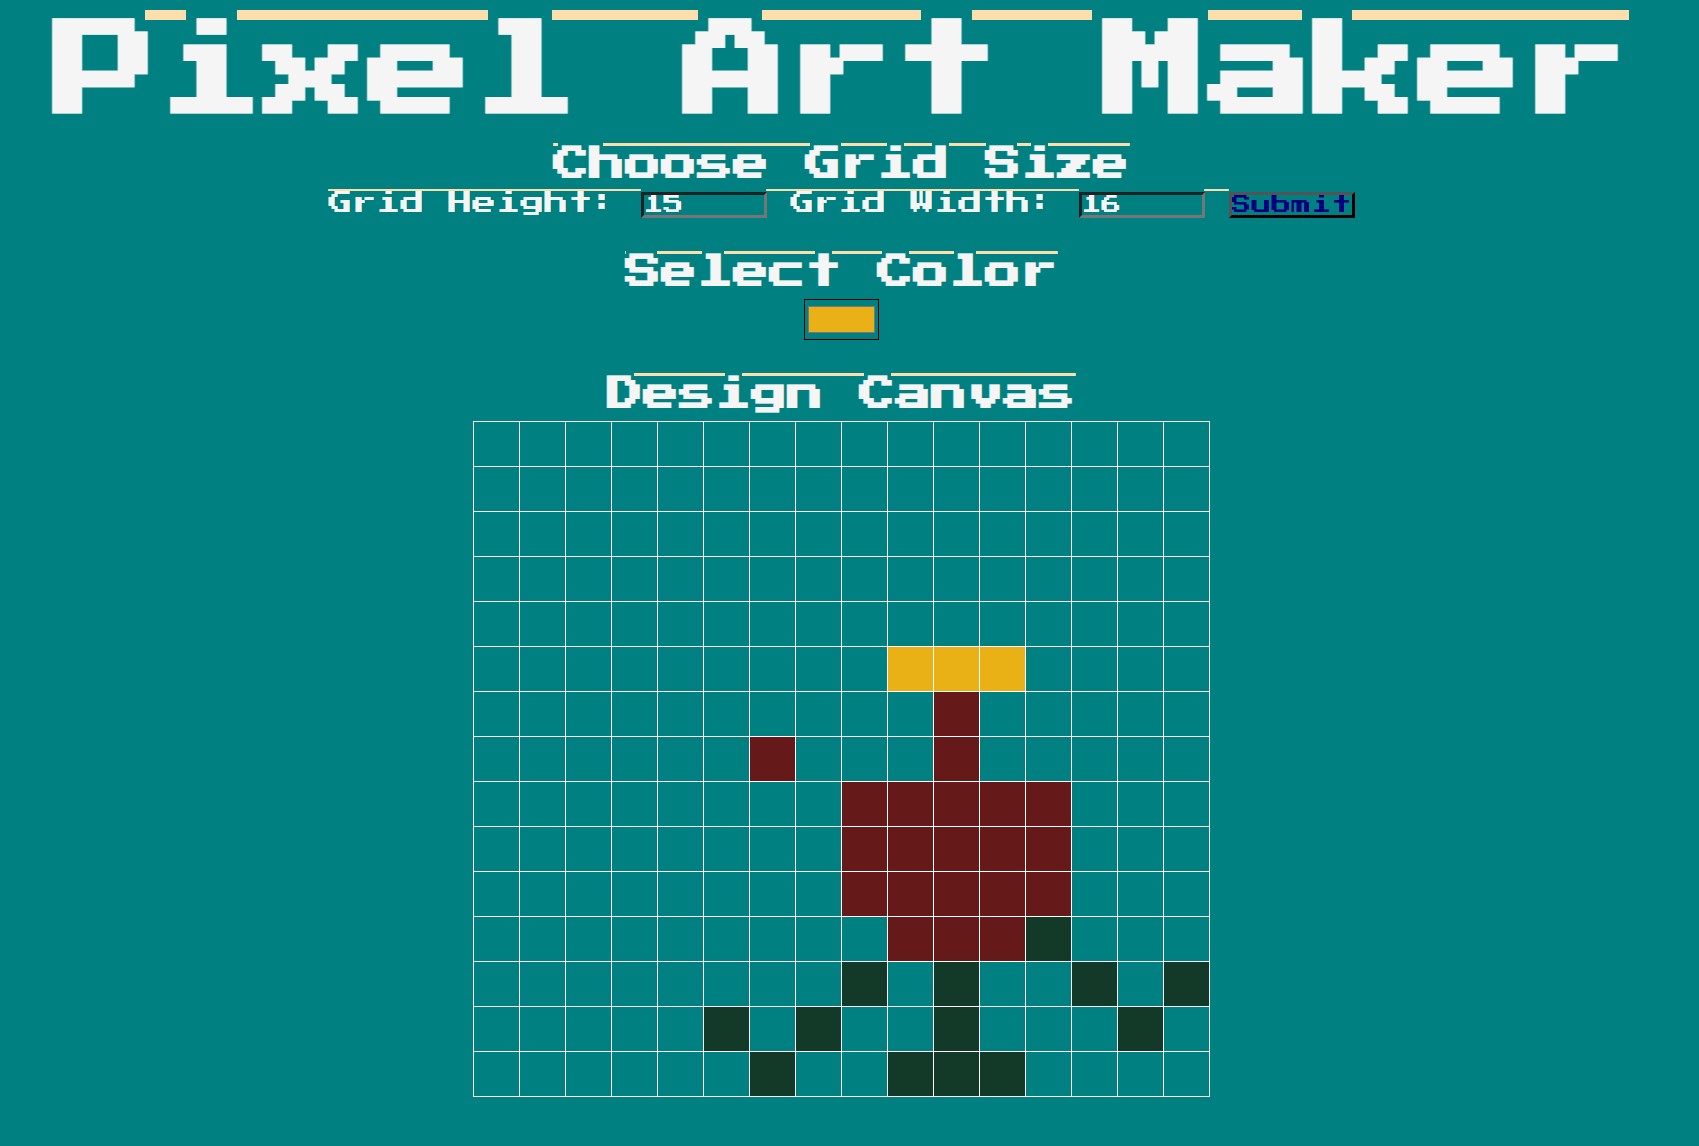 Pixel Art Maker
Choose Grid Size
Grid Height: 15 Grid Width: 16 Submit
Select Color
Design Canvas